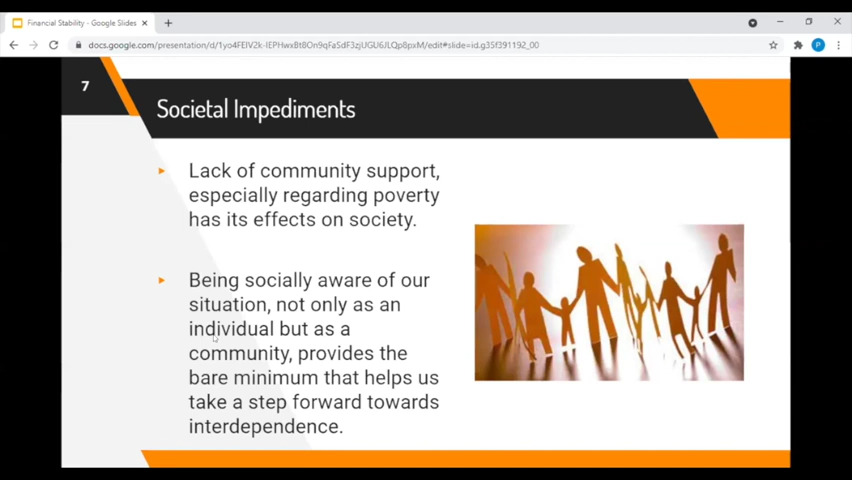 Financial Stability - Google Slides
docs.google.com/presentation/d/1yo4FEIV2k-IEPHwxBt8On9qFaSdF3zjUGU6JLQp8pxM/edit#slide=id.g35f391192_00
P
7
Societal Impediments
Lack of community support,
especially regarding poverty
has its effects on society.
Being socially aware of our
situation, not only as an
individual but as a
community, provides the
bare minimum that helps us
take a step forward towards
interdependence.